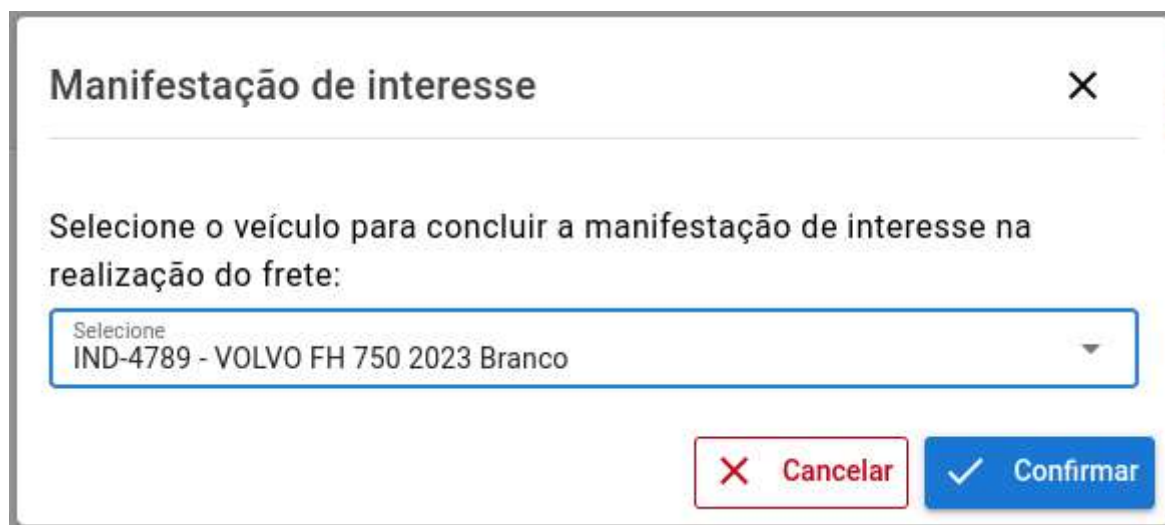 Manifestação de interesse
Selecione o veículo para concluir a manifestação de interesse na
realização do frete:
Selecione
IND-4789 - VOLVO FH 750 2023 Branco
Cancelar
Confirmar